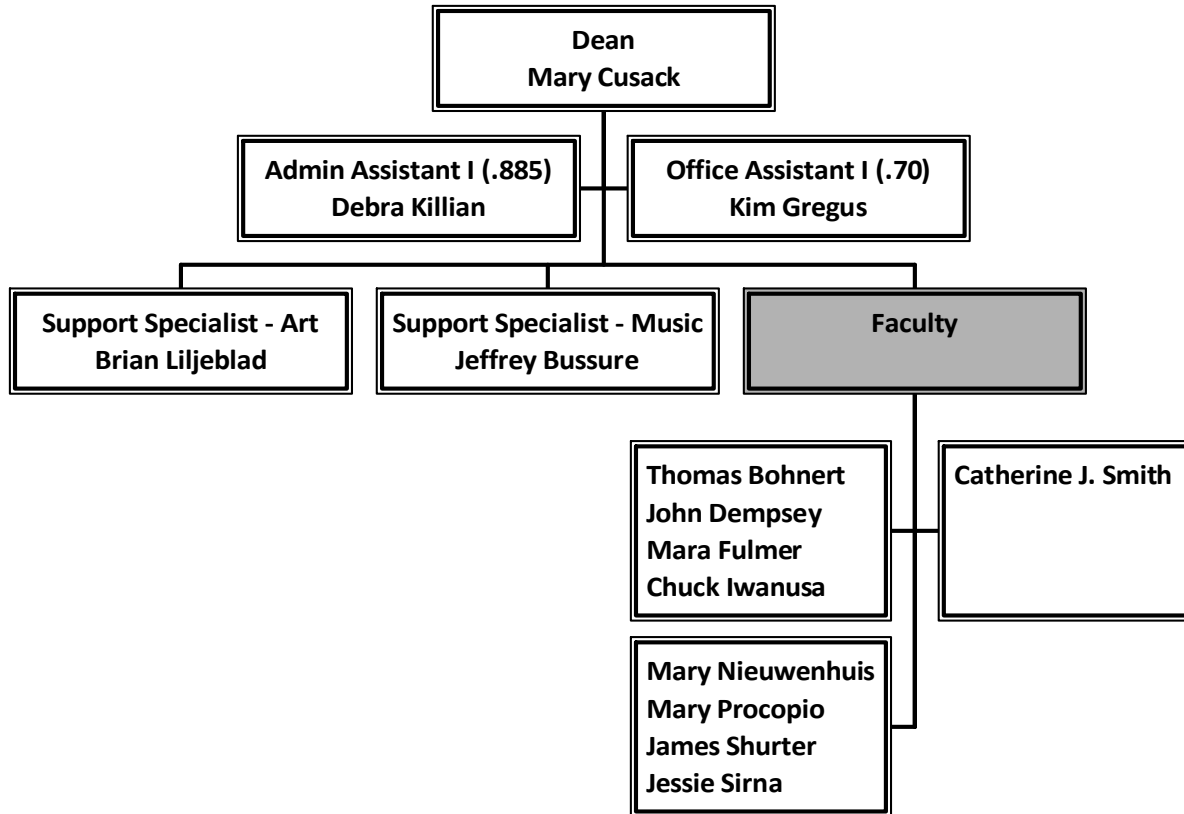 Dean
Mary Cusack
Admin Assistant I (.885)
Debra Killian
Office Assistant I (.70)
Kim Gregus
Support Specialist - Art
Brian Liljeblad
Support Specialist - Music
Jeffrey Bussure
Faculty
Thomas Bohnert
John Dempsey
Mara Fulmer
Chuck Iwanusa
Catherine J. Smith
Mary Nieuwenhuis
Mary Procopio
James Shurter
Jessie Sirna